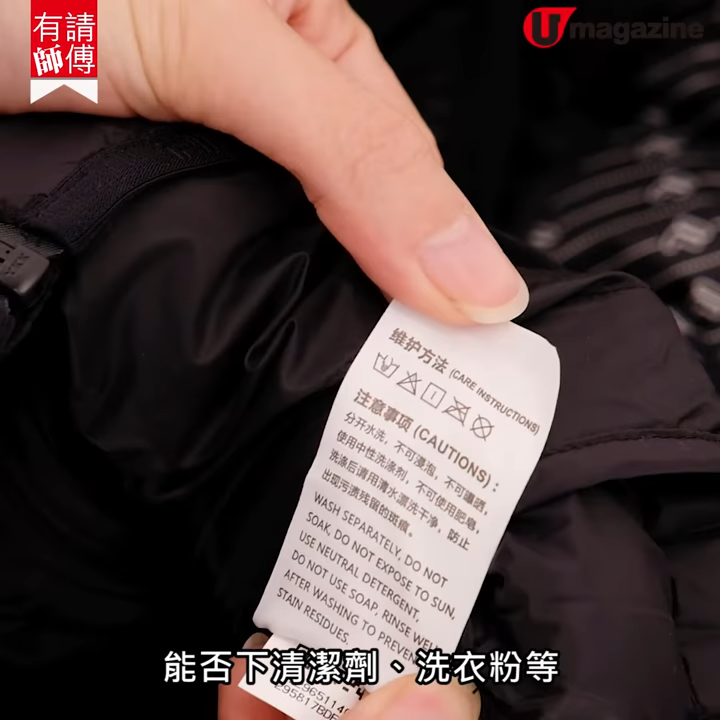 有請
師傅
U magazine
维护方法 (CARE INSTRUCTIONS)
注意事项 (CAUTIONS)：
分开水洗，不可浸泡，不可曝晒，
使用中性洗涤剂，不可使用肥皂，
洗涤后请用清水漂洗干净，防止
出现污渍残留的斑痕。
WASH SEPARATELY, DO NOT
SOAK, DO NOT EXPOSE TO SUN,
USE NEUTRAL DETERGENT,
DO NOT USE SOAP, RINSE WELL
AFTER WASHING TO PREVEN
STAIN RESIDUES.
能否下清潔劑、洗衣粉等